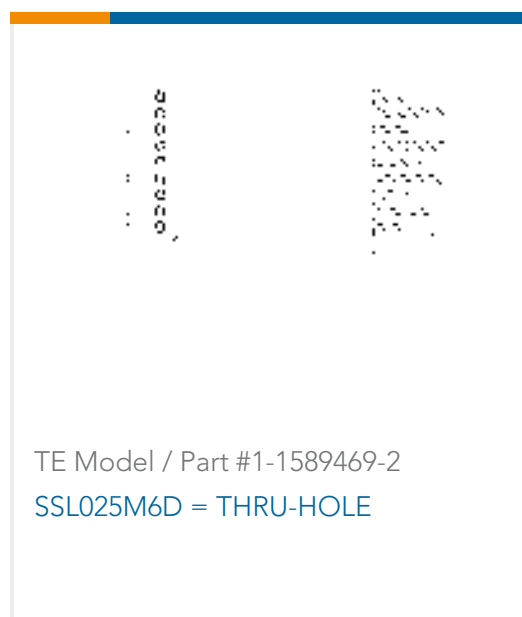 TE Model / Part #1-1589469-2
SSL025M6D = THRU-HOLE